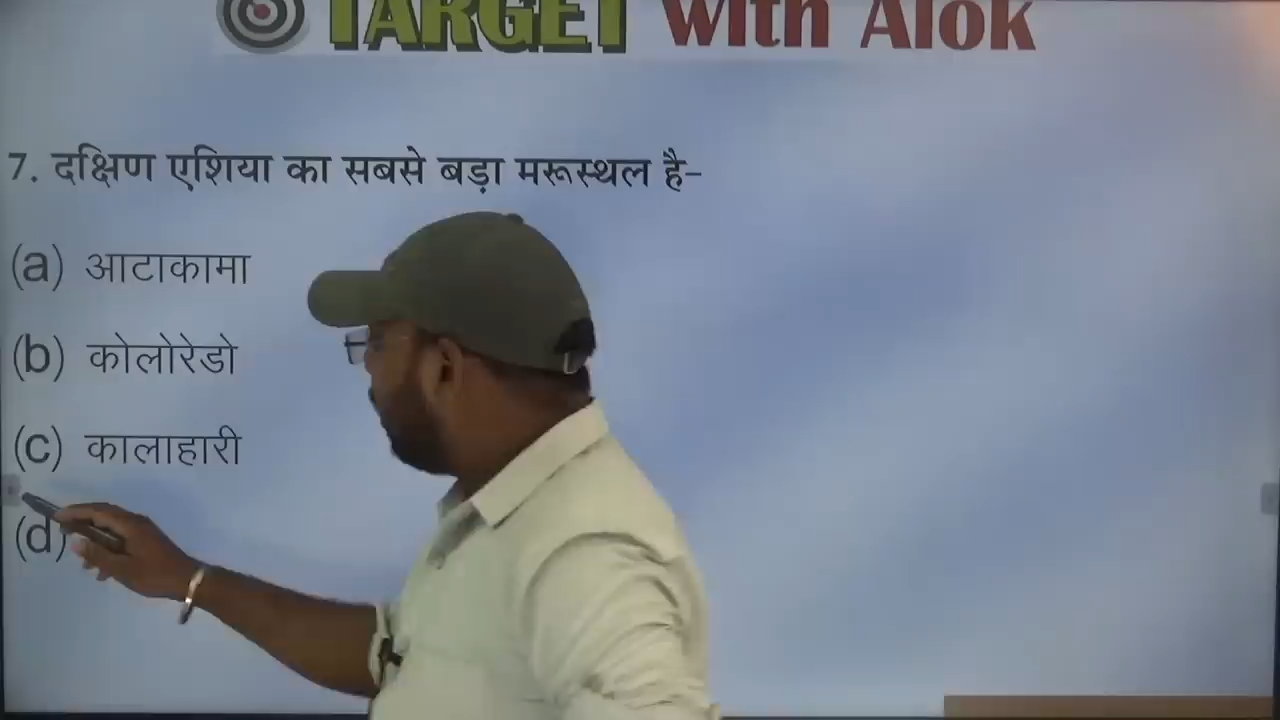 TARGET with Alok
7. दक्षिण एशिया का सबसे बड़ा मरूस्थल है-
(a) आटाकामा
(b) कोलोरेडो
(c) कालाहारी
(d)